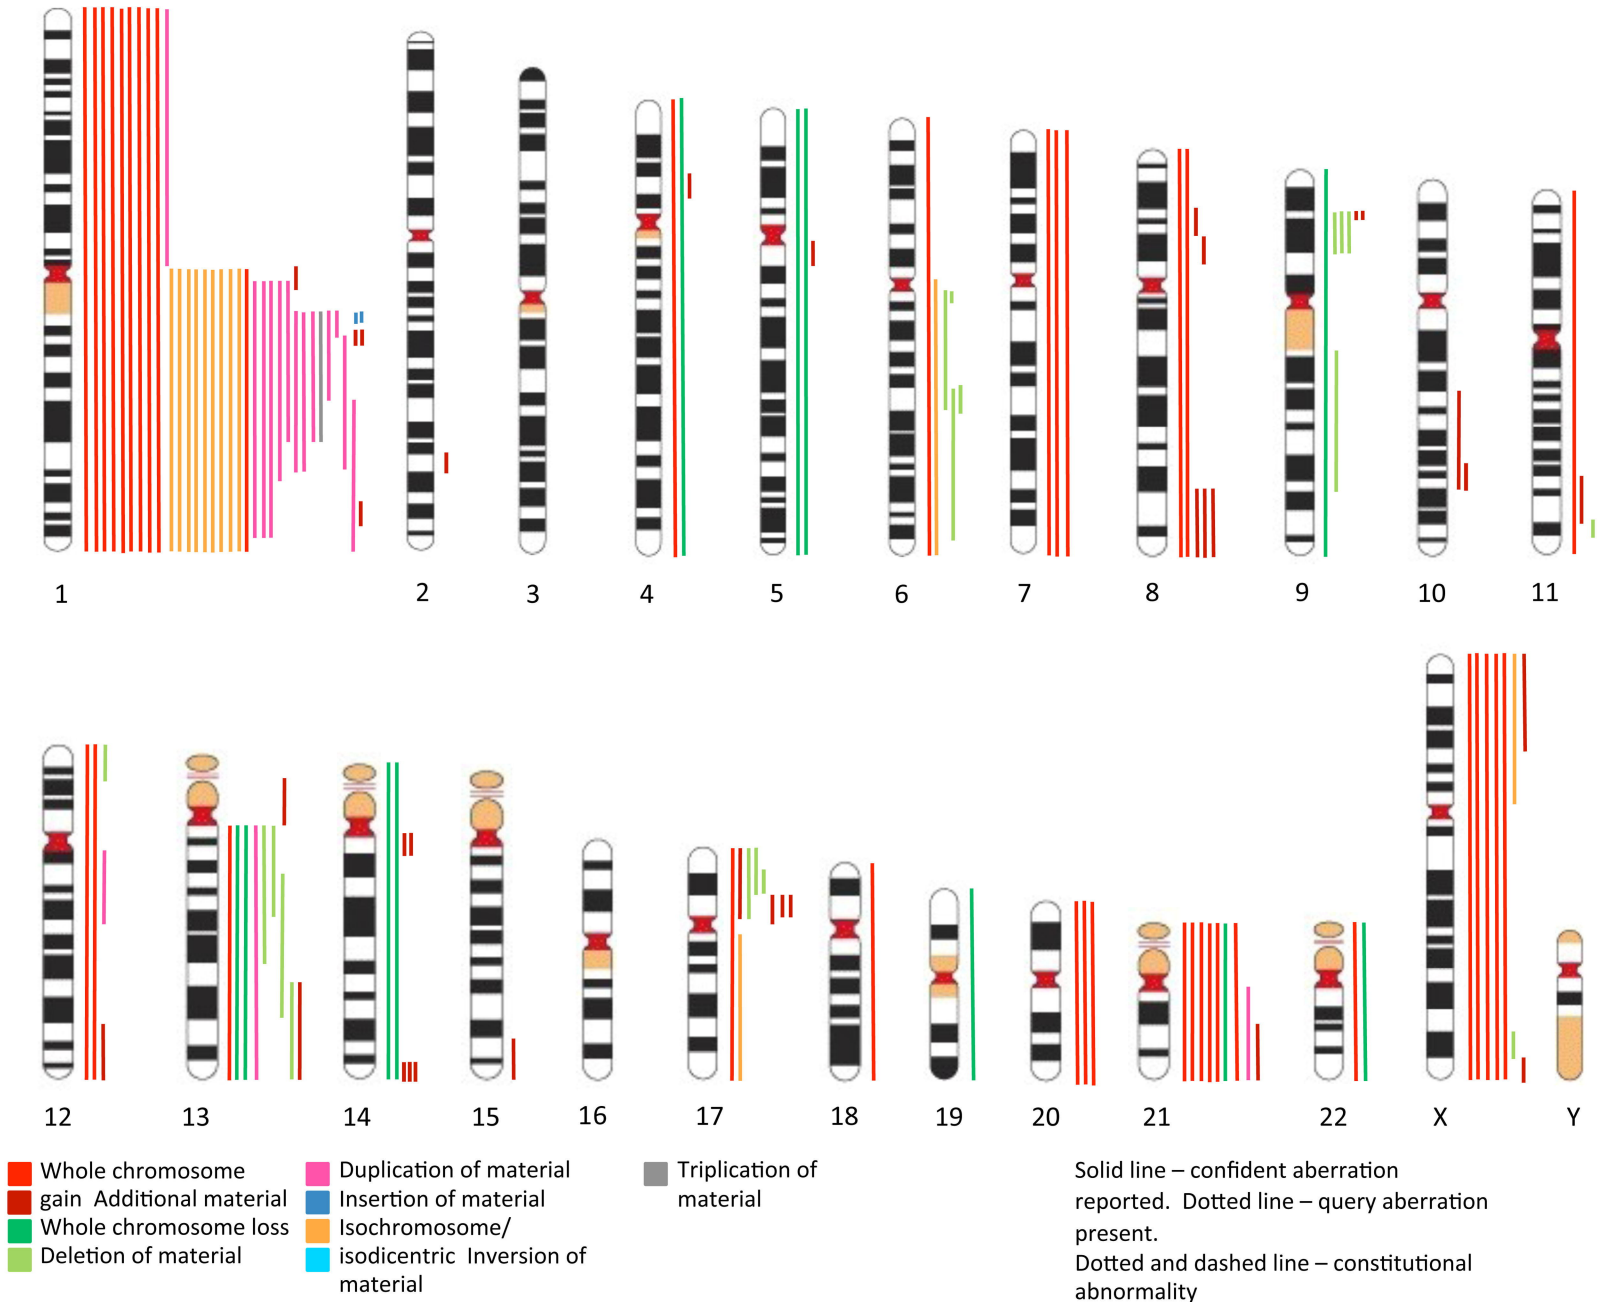 1 2 3 4 5 6 7 8 9 10 11
12 13 14 15 16 17 18 19 20 21 22 X Y
Whole chromosome
gain Additional material
Whole chromosome loss
Deletion of material
Duplication of material
Insertion of material
Isochromosome/
isodicentric Inversion of
material
Triplication of
material
Solid line – confident aberration
reported. Dotted line – query aberration
present.
Dotted and dashed line – constitutional
abnormality